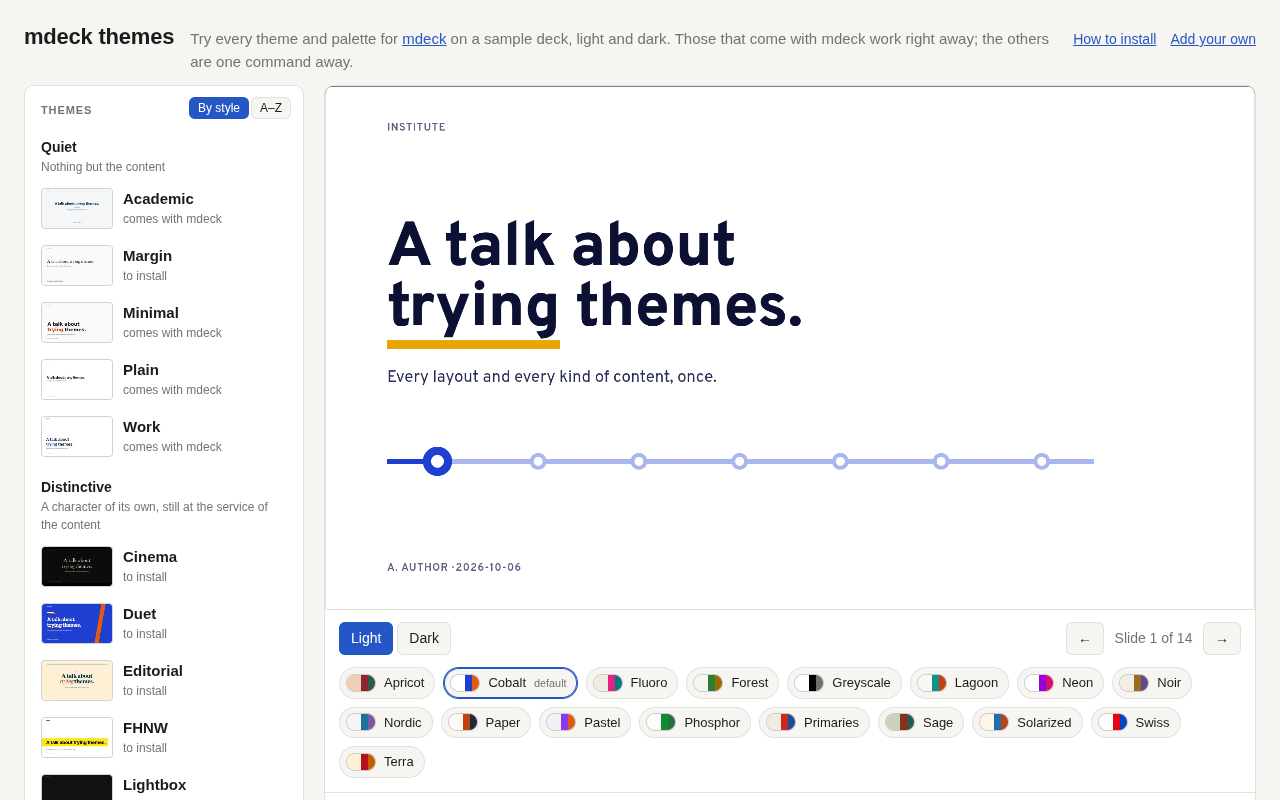 mdeck themes
Try every theme and palette for mdeck on a sample deck, light and dark. Those that come with mdeck work right away; the others
are one command away.
How to install
Add your own
THEMES
By style
A–Z
Quiet
Nothing but the content
Academic
comes with mdeck
Margin
to install
Minimal
comes with mdeck
Plain
comes with mdeck
Work
comes with mdeck
Distinctive
A character of its own, still at the service of
the content
Cinema
to install
Duet
to install
Editorial
to install
FHNW
to install
Lightbox
INSTITUTE
A talk about
trying themes.
Every layout and every kind of content, once.
A. AUTHOR · 2026-10-06
Light
Dark
←
Slide 1 of 14
→
Apricot
Cobalt default
Fluoro
Forest
Greyscale
Lagoon
Neon
Noir
Nordic
Paper
Pastel
Phosphor
Primaries
Sage
Solarized
Swiss
Terra